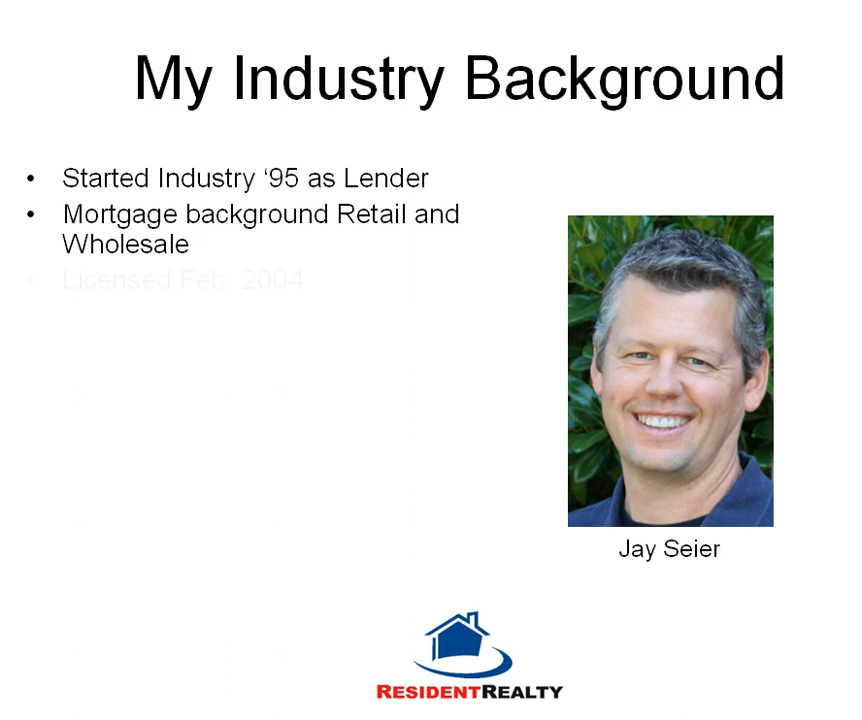 My Industry Background
• Started Industry ‘95 as Lender
• Mortgage background Retail and
Wholesale
• Licensed Feb. 2004
Jay Seier
RESIDENTREALTY